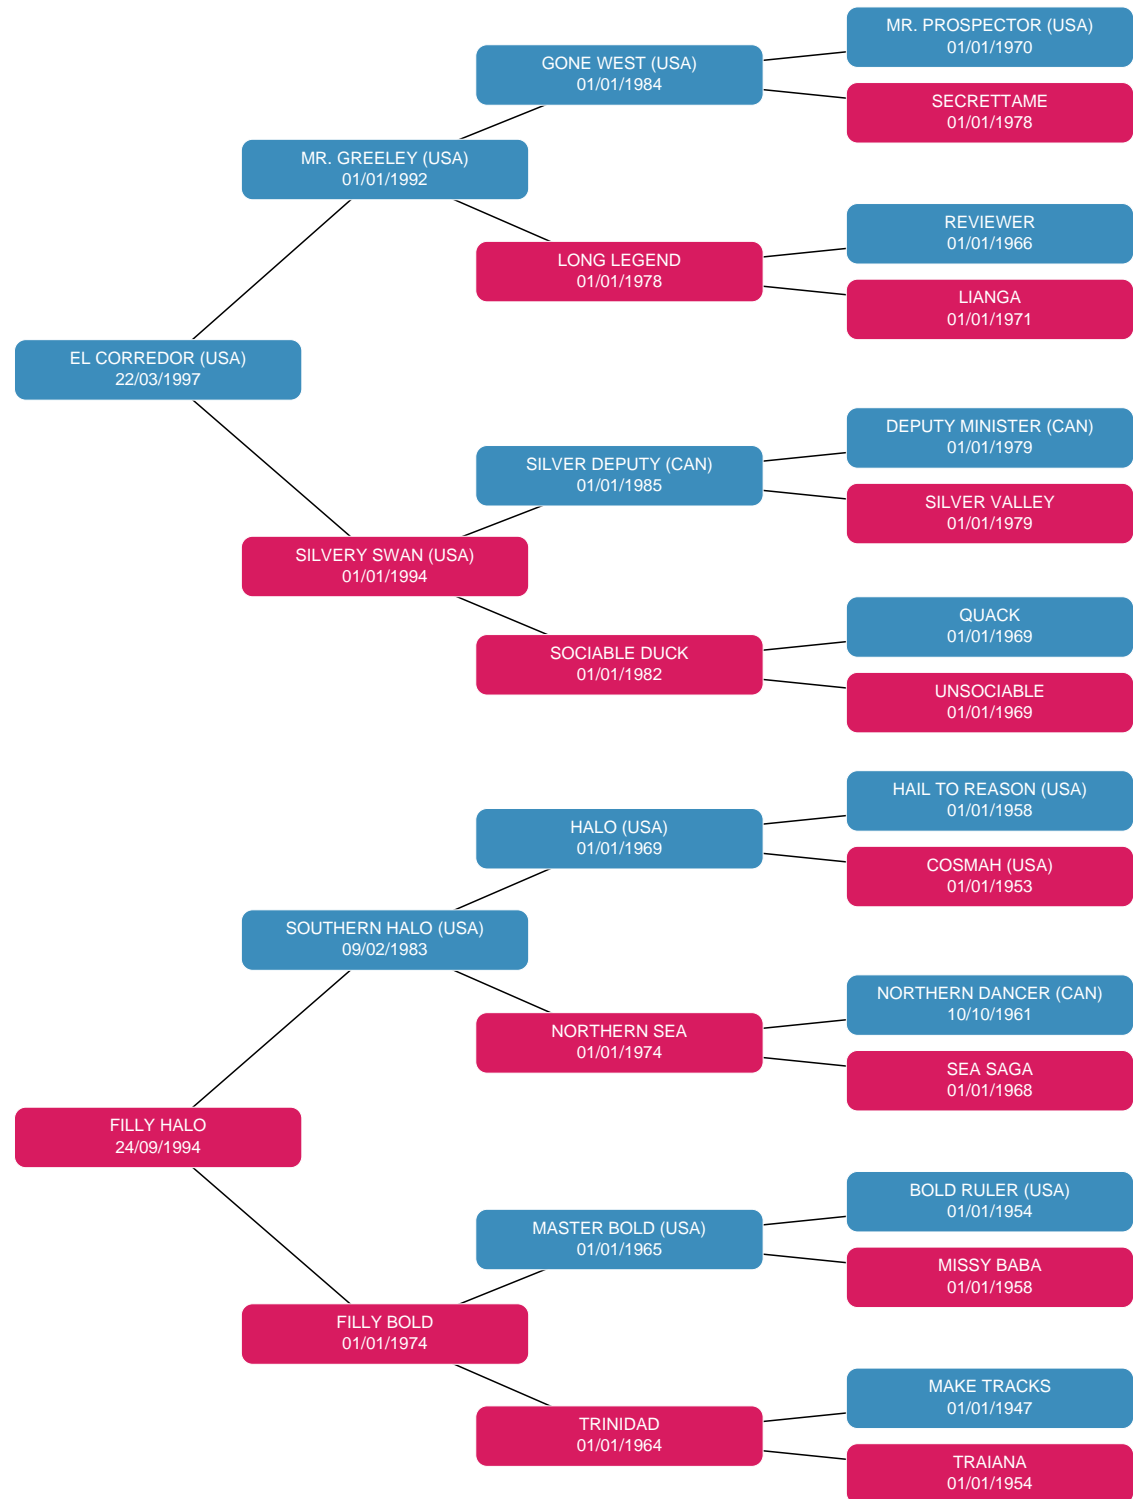 MR. PROSPECTOR (USA)
01/01/1970
GONE WEST (USA)
01/01/1984
SECRETTAME
01/01/1978
MR. GREELEY (USA)
01/01/1992
REVIEWER
01/01/1966
LONG LEGEND
01/01/1978
LIANGA
01/01/1971
EL CORREDOR (USA)
22/03/1997
DEPUTY MINISTER (CAN)
01/01/1979
SILVER DEPUTY (CAN)
01/01/1985
SILVER VALLEY
01/01/1979
SILVERY SWAN (USA)
01/01/1994
QUACK
01/01/1969
SOCIABLE DUCK
01/01/1982
UNSOCIABLE
01/01/1969
HAIL TO REASON (USA)
01/01/1958
HALO (USA)
01/01/1969
COSMAH (USA)
01/01/1953
SOUTHERN HALO (USA)
09/02/1983
NORTHERN DANCER (CAN)
10/10/1961
NORTHERN SEA
01/01/1974
SEA SAGA
01/01/1968
FILLY HALO
24/09/1994
BOLD RULER (USA)
01/01/1954
MASTER BOLD (USA)
01/01/1965
MISSY BABA
01/01/1958
FILLY BOLD
01/01/1974
MAKE TRACKS
01/01/1947
TRINIDAD
01/01/1964
TRAIANA
01/01/1954